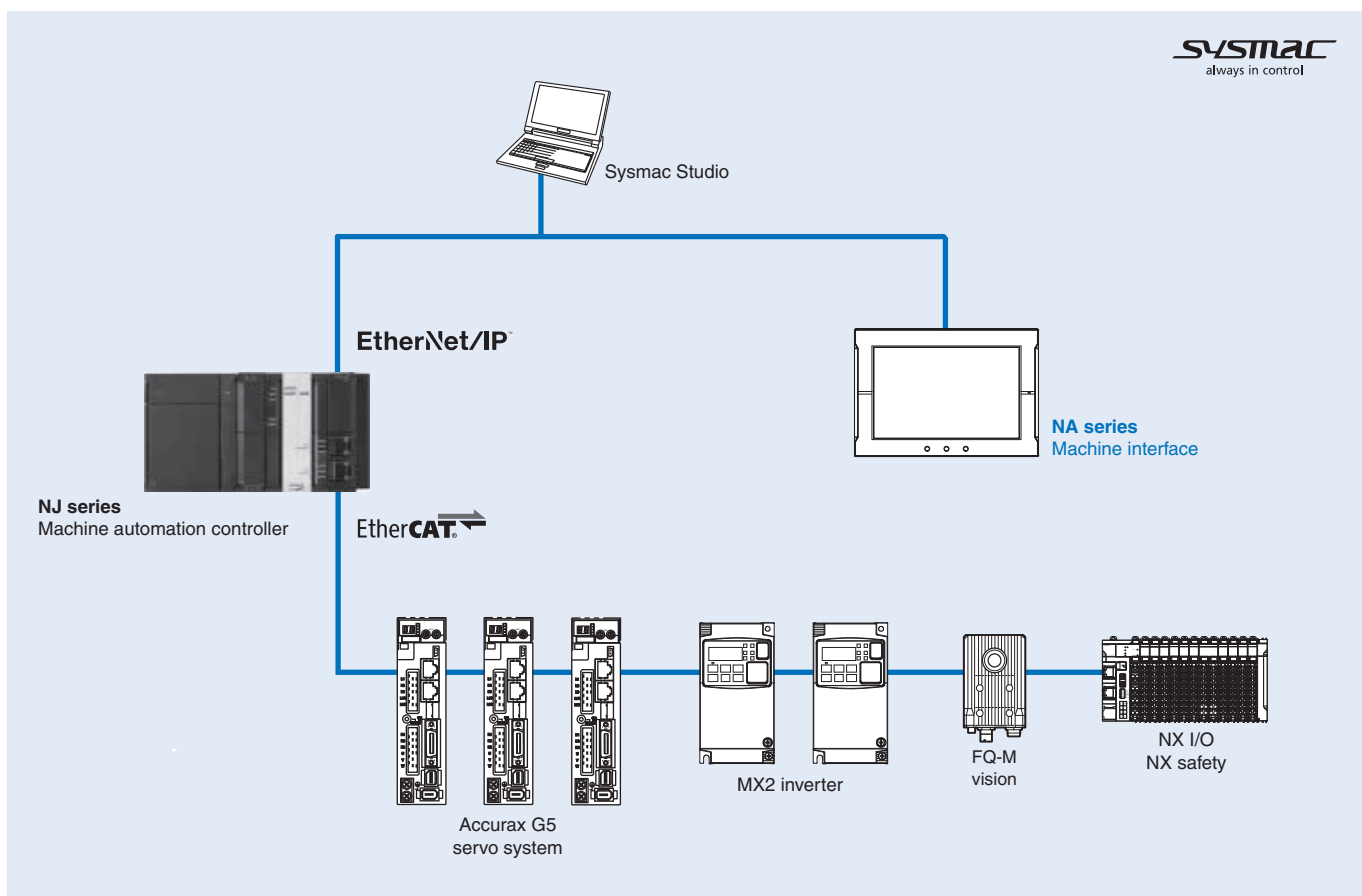 sysmac
always in control
Sysmac Studio
EtherNet/IP™
NA series
Machine interface
NJ series
Machine automation controller
EtherCAT®
NX I/O
NX safety
FQ-M
vision
MX2 inverter
Accurax G5
servo system